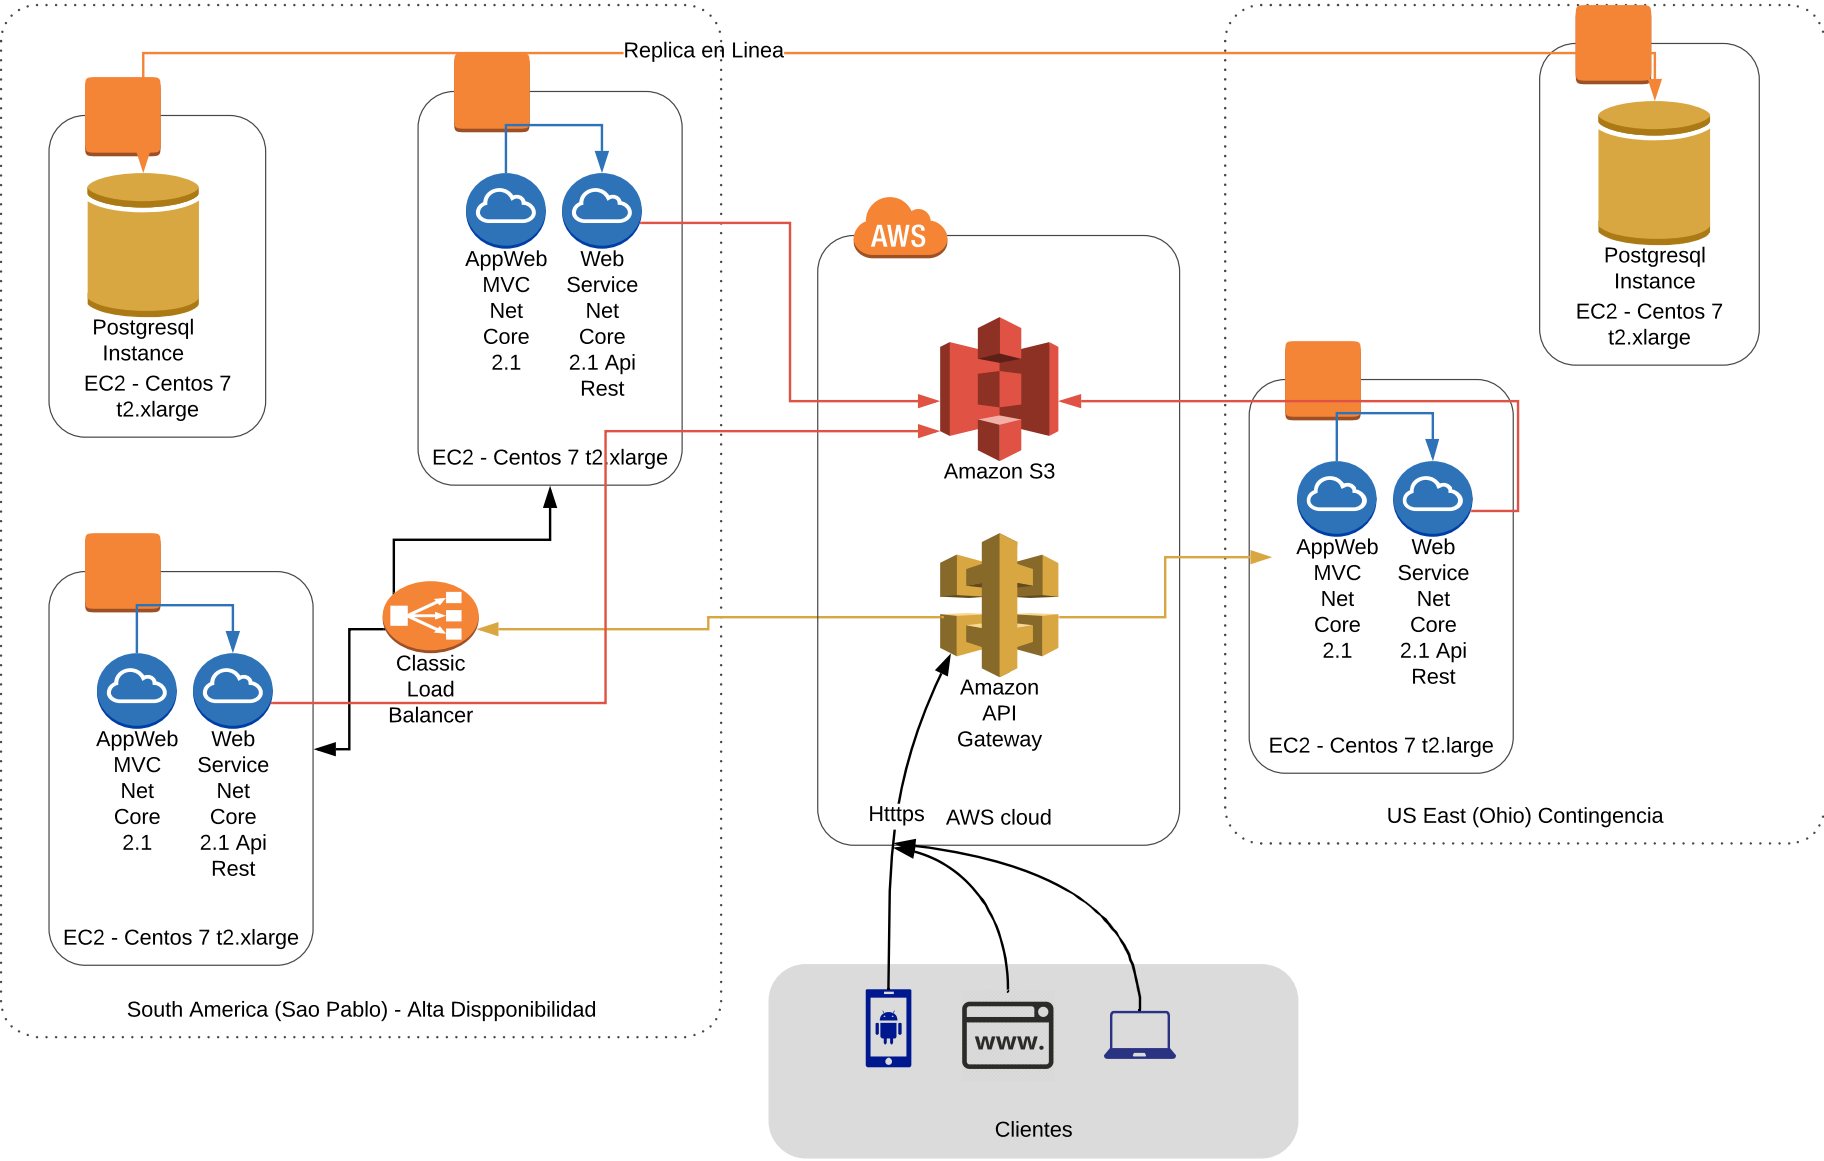 Replica en Linea
Postgresql
Instance
EC2 - Centos 7
t2.xlarge
AppWeb
MVC
Net
Core
2.1
Web
Service
Net
Core
2.1 Api
Rest
EC2 - Centos 7 t2.xlarge
AppWeb
MVC
Net
Core
2.1
Web
Service
Net
Core
2.1 Api
Rest
EC2 - Centos 7 t2.xlarge
Classic
Load
Balancer
South America (Sao Pablo) - Alta Dispponibilidad
AWS
Amazon S3
Amazon
API
Gateway
Htttps
AWS cloud
Postgresql
Instance
EC2 - Centos 7
t2.xlarge
AppWeb
MVC
Net
Core
2.1
Web
Service
Net
Core
2.1 Api
Rest
EC2 - Centos 7 t2.large
US East (Ohio) Contingencia
www.
Clientes